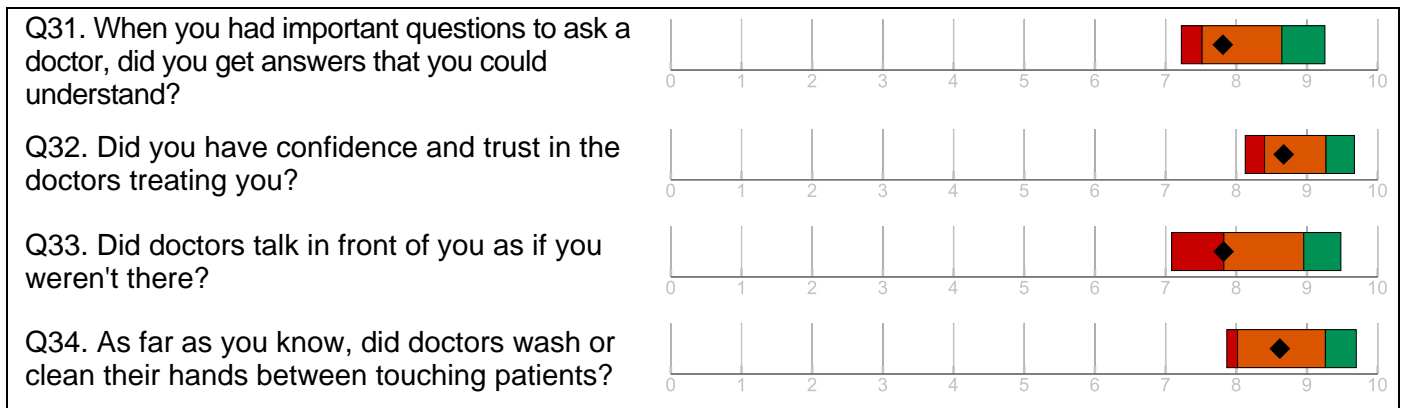 Q31. When you had important questions to ask a
doctor, did you get answers that you could
understand?
0 1 2 3 4 5 6 7 8 9 10
Q32. Did you have confidence and trust in the
doctors treating you?
0 1 2 3 4 5 6 7 8 9 10
Q33. Did doctors talk in front of you as if you
weren't there?
0 1 2 3 4 5 6 7 8 9 10
Q34. As far as you know, did doctors wash or
clean their hands between touching patients?
0 1 2 3 4 5 6 7 8 9 10